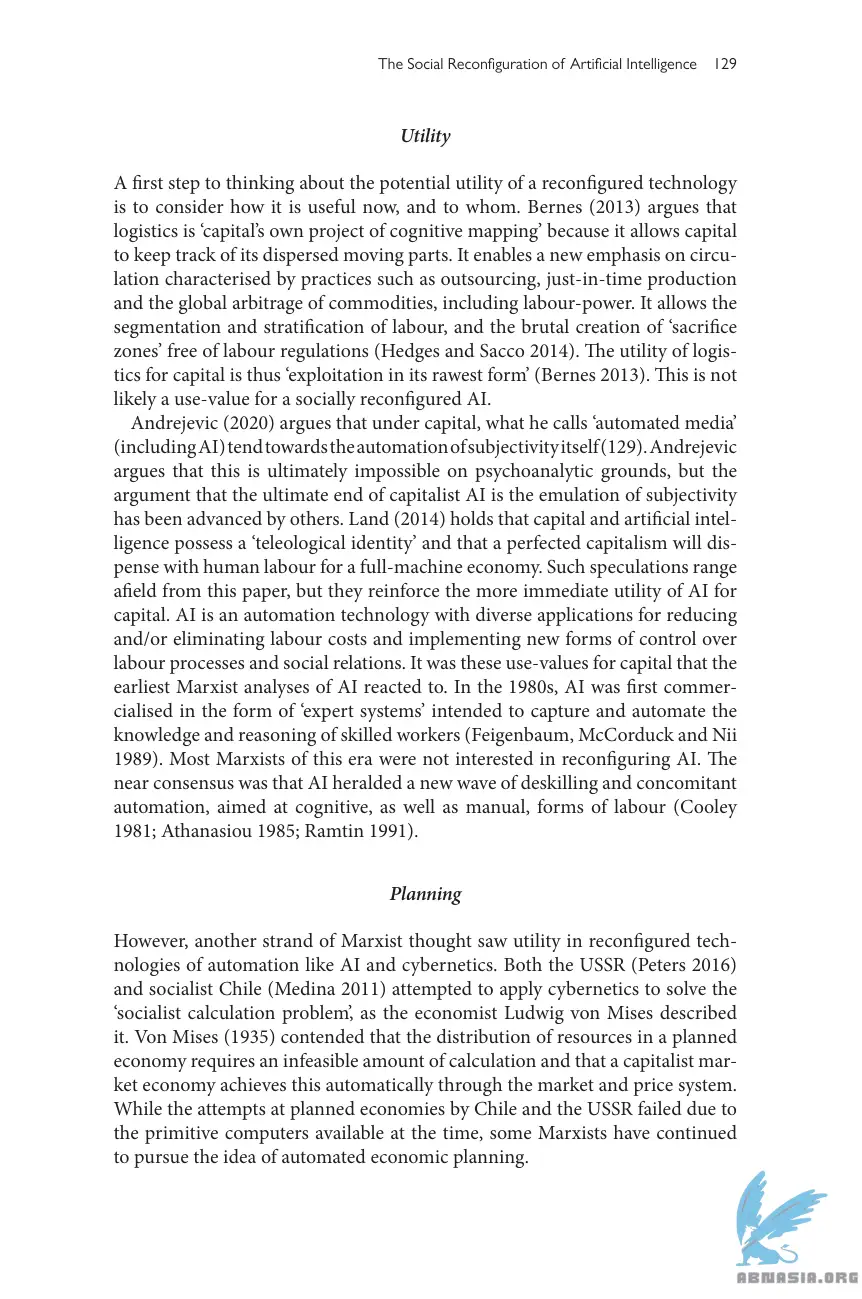 The Social Reconfiguration of Artificial Intelligence 129
Utility
A first step to thinking about the potential utility of a reconfigured technology
is to consider how it is useful now, and to whom. Bernes (2013) argues that
logistics is ‘capital’s own project of cognitive mapping’ because it allows capital
to keep track of its dispersed moving parts. It enables a new emphasis on circu-
lation characterised by practices such as outsourcing, just-in-time production
and the global arbitrage of commodities, including labour-power. It allows the
segmentation and stratification of labour, and the brutal creation of ‘sacrifice
zones’ free of labour regulations (Hedges and Sacco 2014). The utility of logis-
tics for capital is thus ‘exploitation in its rawest form’ (Bernes 2013). This is not
likely a use-value for a socially reconfigured AI.
Andrejevic (2020) argues that under capital, what he calls ‘automated media’
(including AI) tend towards the automation of subjectivity itself (129). Andrejevic
argues that this is ultimately impossible on psychoanalytic grounds, but the
argument that the ultimate end of capitalist AI is the emulation of subjectivity
has been advanced by others. Land (2014) holds that capital and artificial intel-
ligence possess a ‘teleological identity’ and that a perfected capitalism will dis-
pense with human labour for a full-machine economy. Such speculations range
afield from this paper, but they reinforce the more immediate utility of AI for
capital. AI is an automation technology with diverse applications for reducing
and/or eliminating labour costs and implementing new forms of control over
labour processes and social relations. It was these use-values for capital that the
earliest Marxist analyses of AI reacted to. In the 1980s, AI was first commer-
cialised in the form of ‘expert systems’ intended to capture and automate the
knowledge and reasoning of skilled workers (Feigenbaum, McCorduck and Nii
1989). Most Marxists of this era were not interested in reconfiguring AI. The
near consensus was that AI heralded a new wave of deskilling and concomitant
automation, aimed at cognitive, as well as manual, forms of labour (Cooley
1981; Athanasiou 1985; Ramtin 1991).
Planning
However, another strand of Marxist thought saw utility in reconfigured tech-
nologies of automation like AI and cybernetics. Both the USSR (Peters 2016)
and socialist Chile (Medina 2011) attempted to apply cybernetics to solve the
‘socialist calculation problem’, as the economist Ludwig von Mises described
it. Von Mises (1935) contended that the distribution of resources in a planned
economy requires an infeasible amount of calculation and that a capitalist mar-
ket economy achieves this automatically through the market and price system.
While the attempts at planned economies by Chile and the USSR failed due to
the primitive computers available at the time, some Marxists have continued
to pursue the idea of automated economic planning.
ABNASIA.ORG